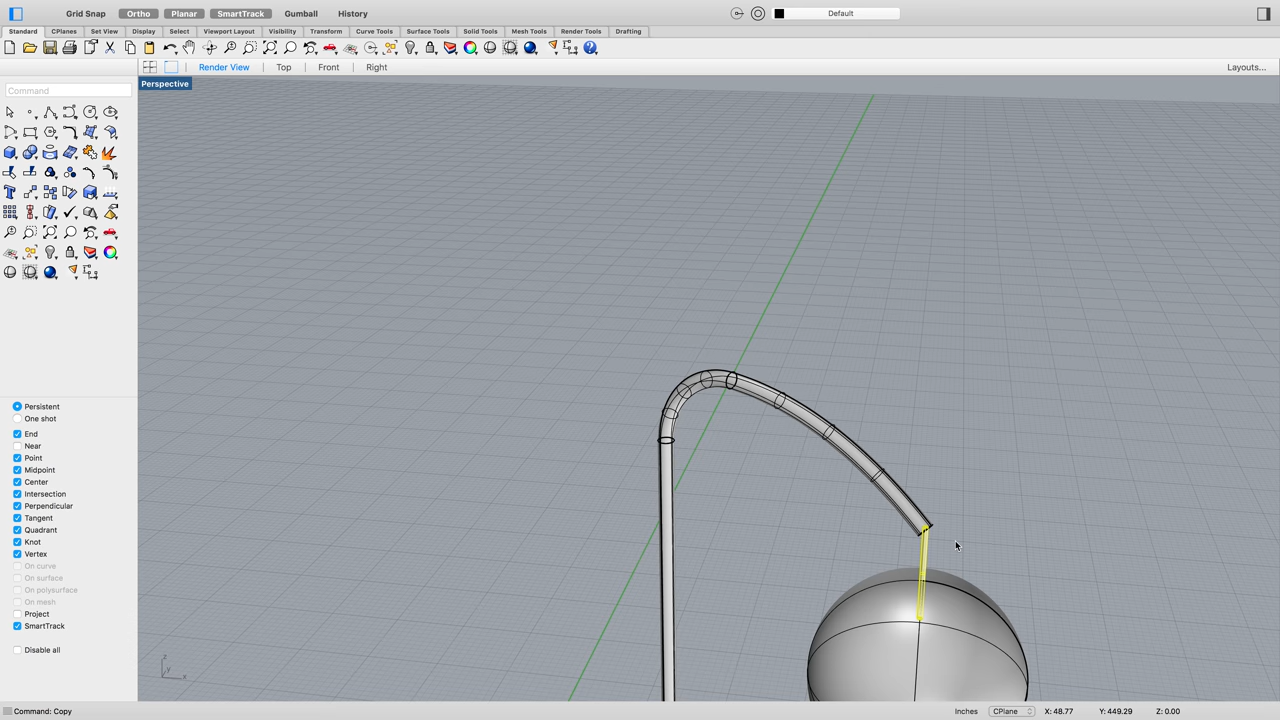 Grid Snap Ortho Planar SmartTrack Gumball History Default
Standard CPlanes Set View Display Select Viewport Layout Visibility Transform Curve Tools Surface Tools Solid Tools Mesh Tools Render Tools Drafting
Render View Top Front Right Layouts...
Perspective
Command
Persistent
One shot
End
Near
Point
Midpoint
Center
Intersection
Perpendicular
Tangent
Quadrant
Knot
Vertex
On curve
On surface
On polysurface
On mesh
Project
SmartTrack
Disable all
z
y
x
Command: Copy Inches CPlane X: 48.77 Y: 449.29 Z: 0.00